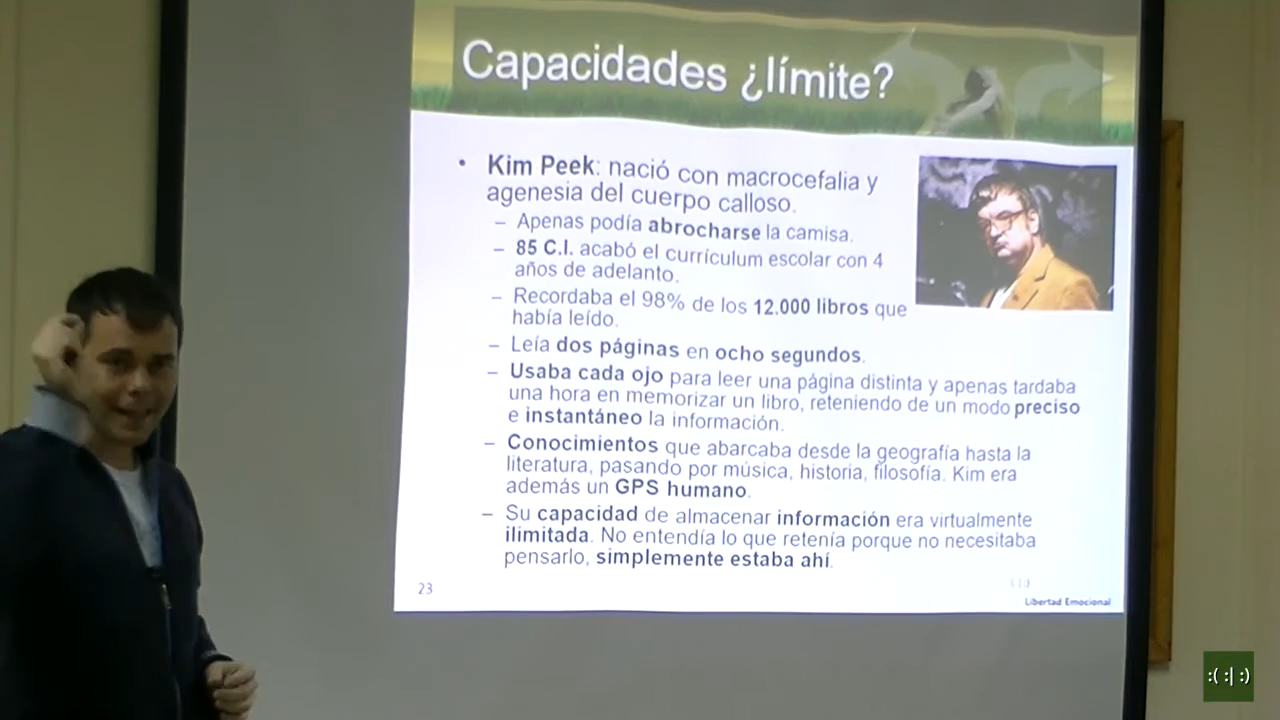 Capacidades ¿límite?
• Kim Peek: nació con macrocefalia y
agenesia del cuerpo calloso.
– Apenas podía abrocharse la camisa.
– 85 C.I. acabó el currículum escolar con 4
años de adelanto.
– Recordaba el 98% de los 12.000 libros que
había leído.
– Leía dos páginas en ocho segundos.
– Usaba cada ojo para leer una página distinta y apenas tardaba
una hora en memorizar un libro, reteniendo de un modo preciso
e instantáneo la información.
– Conocimientos que abarcaba desde la geografía hasta la
literatura, pasando por música, historia, filosofía. Kim era
además un GPS humano.
– Su capacidad de almacenar información era virtualmente
ilimitada. No entendía lo que retenía porque no necesitaba
pensarlo, simplemente estaba ahí.
23
Libertad Emocional
:( :| :)